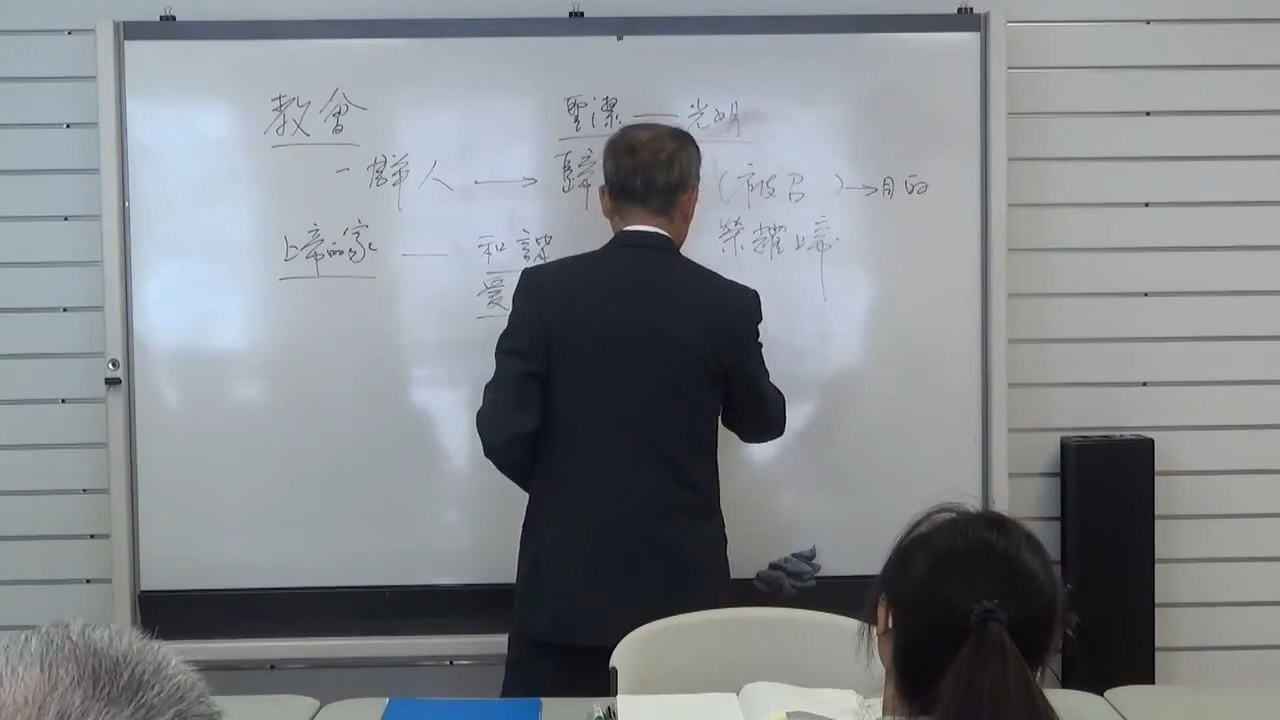 教會
聖潔 — 光明
一群人 → 歸 (被召 ) → 目的
上帝的家 — 和諧 榮耀上帝
愛